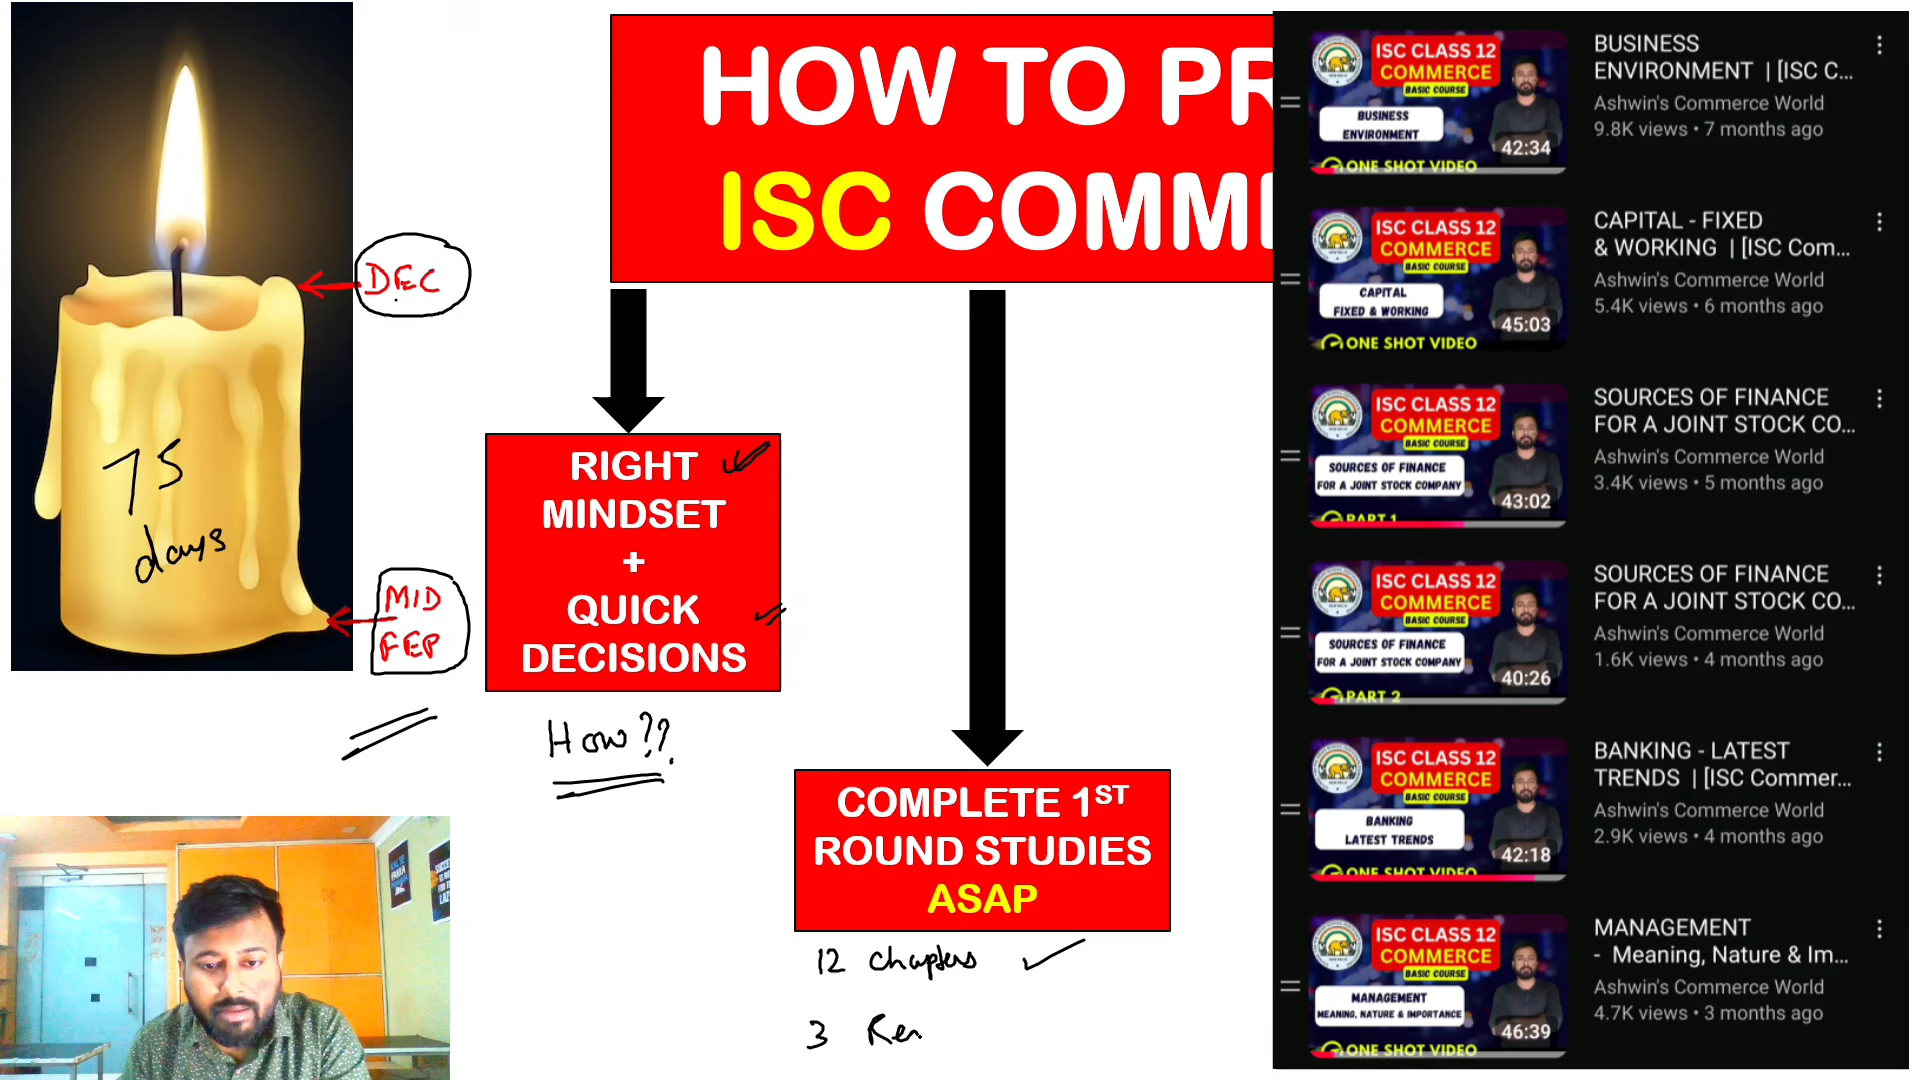 HOW TO PR
ISC COMM
DEC
75
days
MID
FEB
RIGHT
MINDSET
+
QUICK
DECISIONS
How??
COMPLETE 1ST
ROUND STUDIES
ASAP
12 chapters
3 Rev
ISC CLASS 12
COMMERCE
BASIC COURSE
BUSINESS
ENVIRONMENT
42:34
ONE SHOT VIDEO
BUSINESS
ENVIRONMENT | [ISC C...
Ashwin's Commerce World
9.8K views • 7 months ago
ISC CLASS 12
COMMERCE
BASIC COURSE
CAPITAL
FIXED & WORKING
45:03
ONE SHOT VIDEO
CAPITAL - FIXED
& WORKING | [ISC Com...
Ashwin's Commerce World
5.4K views • 6 months ago
ISC CLASS 12
COMMERCE
BASIC COURSE
SOURCES OF FINANCE
FOR A JOINT STOCK COMPANY
43:02
PART 1
SOURCES OF FINANCE
FOR A JOINT STOCK CO...
Ashwin's Commerce World
3.4K views • 5 months ago
ISC CLASS 12
COMMERCE
BASIC COURSE
SOURCES OF FINANCE
FOR A JOINT STOCK COMPANY
40:26
PART 2
SOURCES OF FINANCE
FOR A JOINT STOCK CO...
Ashwin's Commerce World
1.6K views • 4 months ago
ISC CLASS 12
COMMERCE
BASIC COURSE
BANKING
LATEST TRENDS
42:18
ONE SHOT VIDEO
BANKING - LATEST
TRENDS | [ISC Commer...
Ashwin's Commerce World
2.9K views • 4 months ago
ISC CLASS 12
COMMERCE
BASIC COURSE
MANAGEMENT
MEANING, NATURE & IMPORTANCE
46:39
ONE SHOT VIDEO
MANAGEMENT
- Meaning, Nature & Im...
Ashwin's Commerce World
4.7K views • 3 months ago